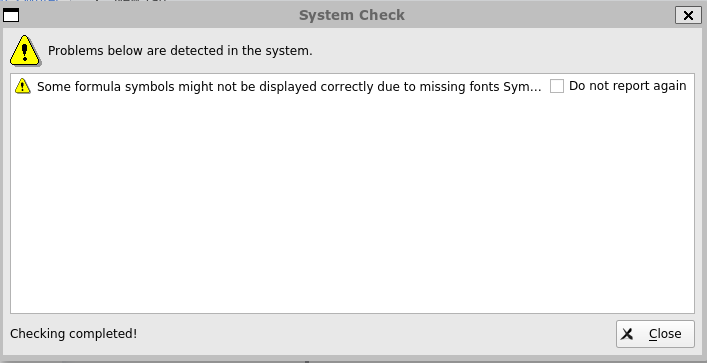 System Check
Problems below are detected in the system.
Some formula symbols might not be displayed correctly due to missing fonts Sym... Do not report again
Checking completed!
Close